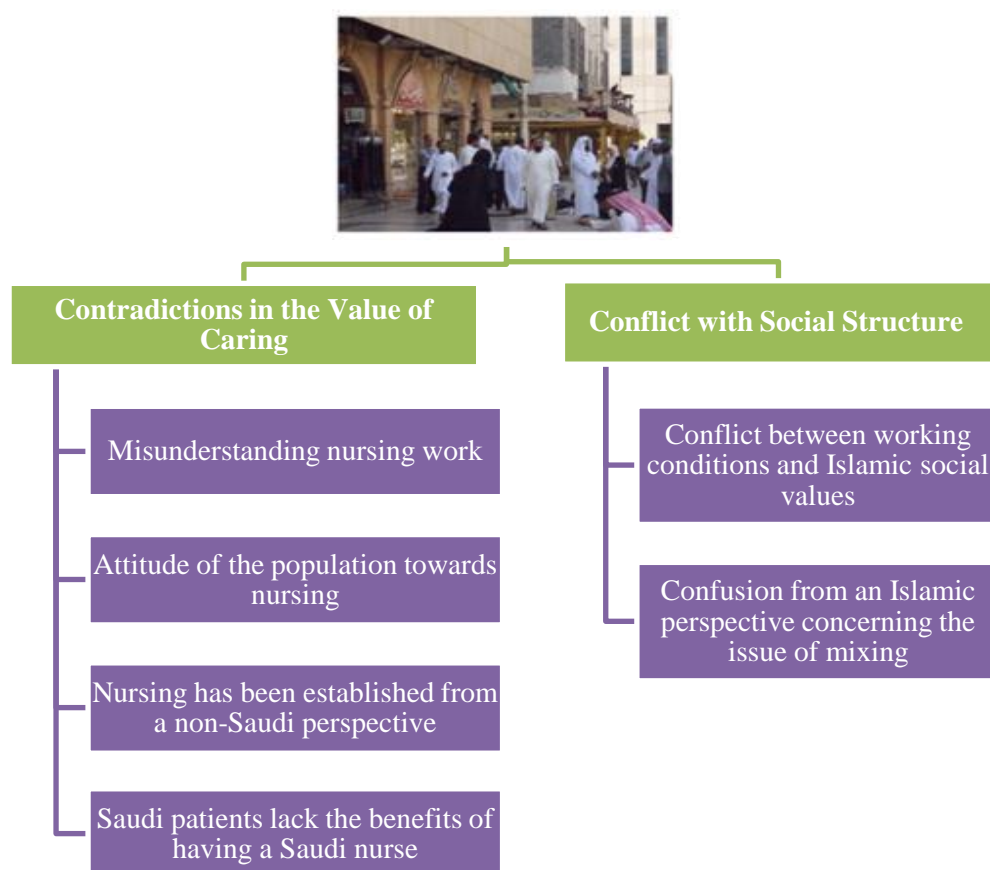 Contradictions in the Value of
Caring
Misunderstanding nursing work
Attitude of the population towards
nursing
Nursing has been established from
a non-Saudi perspective
Saudi patients lack the benefits of
having a Saudi nurse
Conflict with Social Structure
Conflict between working
conditions and Islamic social
values
Confusion from an Islamic
perspective concerning the
issue of mixing